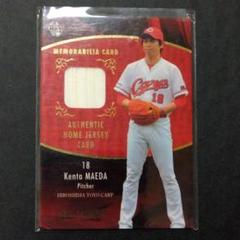 MEMORABILIA CARD
AUTHENTIC
HOME JERSEY
CARD
18
Kenta MAEDA
Pitcher
HIROSHIMA TOYO CARP
Carp
18